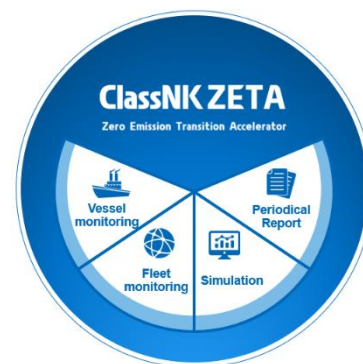 ClassNK ZETA
Zero Emission Transition Accelerator
Vessel
monitoring
Fleet
monitoring
Simulation
Periodical
Report